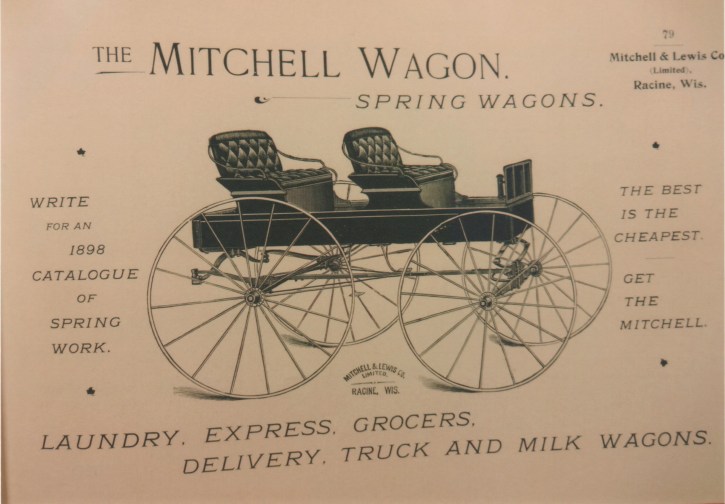 79
Mitchell & Lewis Co
(Limited),
Racine, Wis.
THE MITCHELL WAGON.
SPRING WAGONS.
WRITE
FOR AN
1898
CATALOGUE
OF
SPRING
WORK.
THE BEST
IS THE
CHEAPEST.
GET
THE
MITCHELL.
MITCHELL & LEWIS CO.
LIMITED.
RACINE, WIS.
LAUNDRY, EXPRESS, GROCERS,
DELIVERY, TRUCK AND MILK WAGONS.